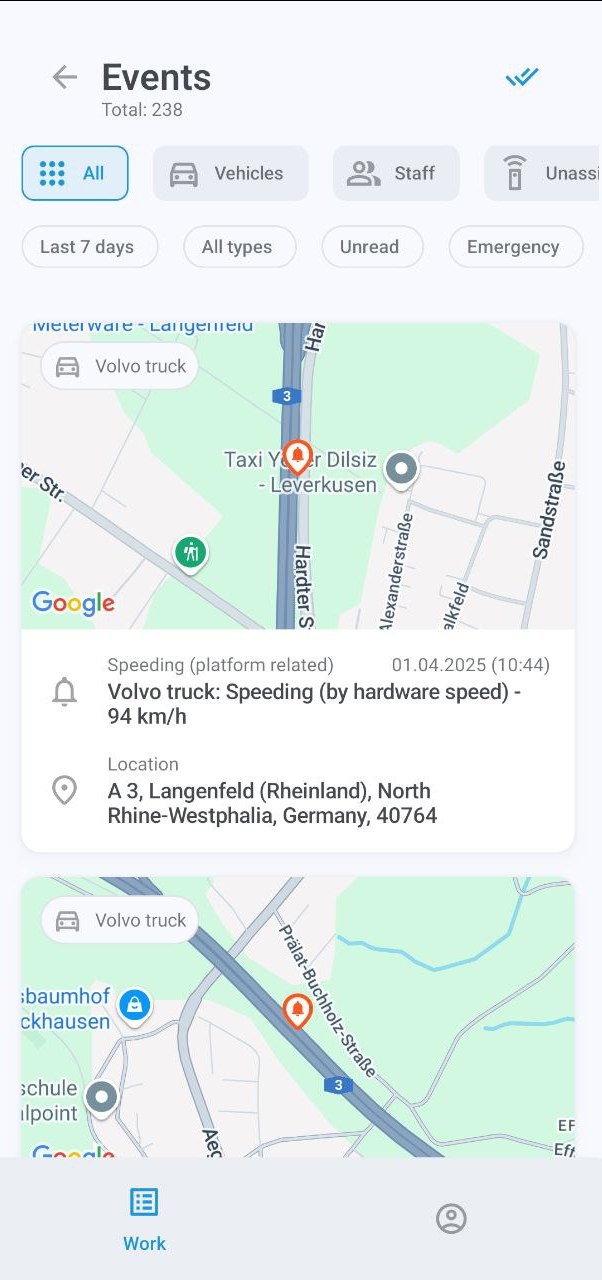 Events
Total: 238
All
Vehicles
Staff
Unassi
Last 7 days
All types
Unread
Emergency
Meterware - Langenfeld
Volvo truck
Har
3
Taxi Ye er Dilsiz
- Leverkusen
er Str.
Sandstraße
Alexanderstraße
alkfeld
Hardter S
Google
Speeding (platform related)
01.04.2025 (10:44)
Volvo truck: Speeding (by hardware speed) -
94 km/h
Location
A 3, Langenfeld (Rheinland), North
Rhine-Westphalia, Germany, 40764
Volvo truck
Prälat-Buchholz-Straße
sbaumhof
ckhausen
3
schule
lpoint
Aeg
EF
Eff
Google
Work